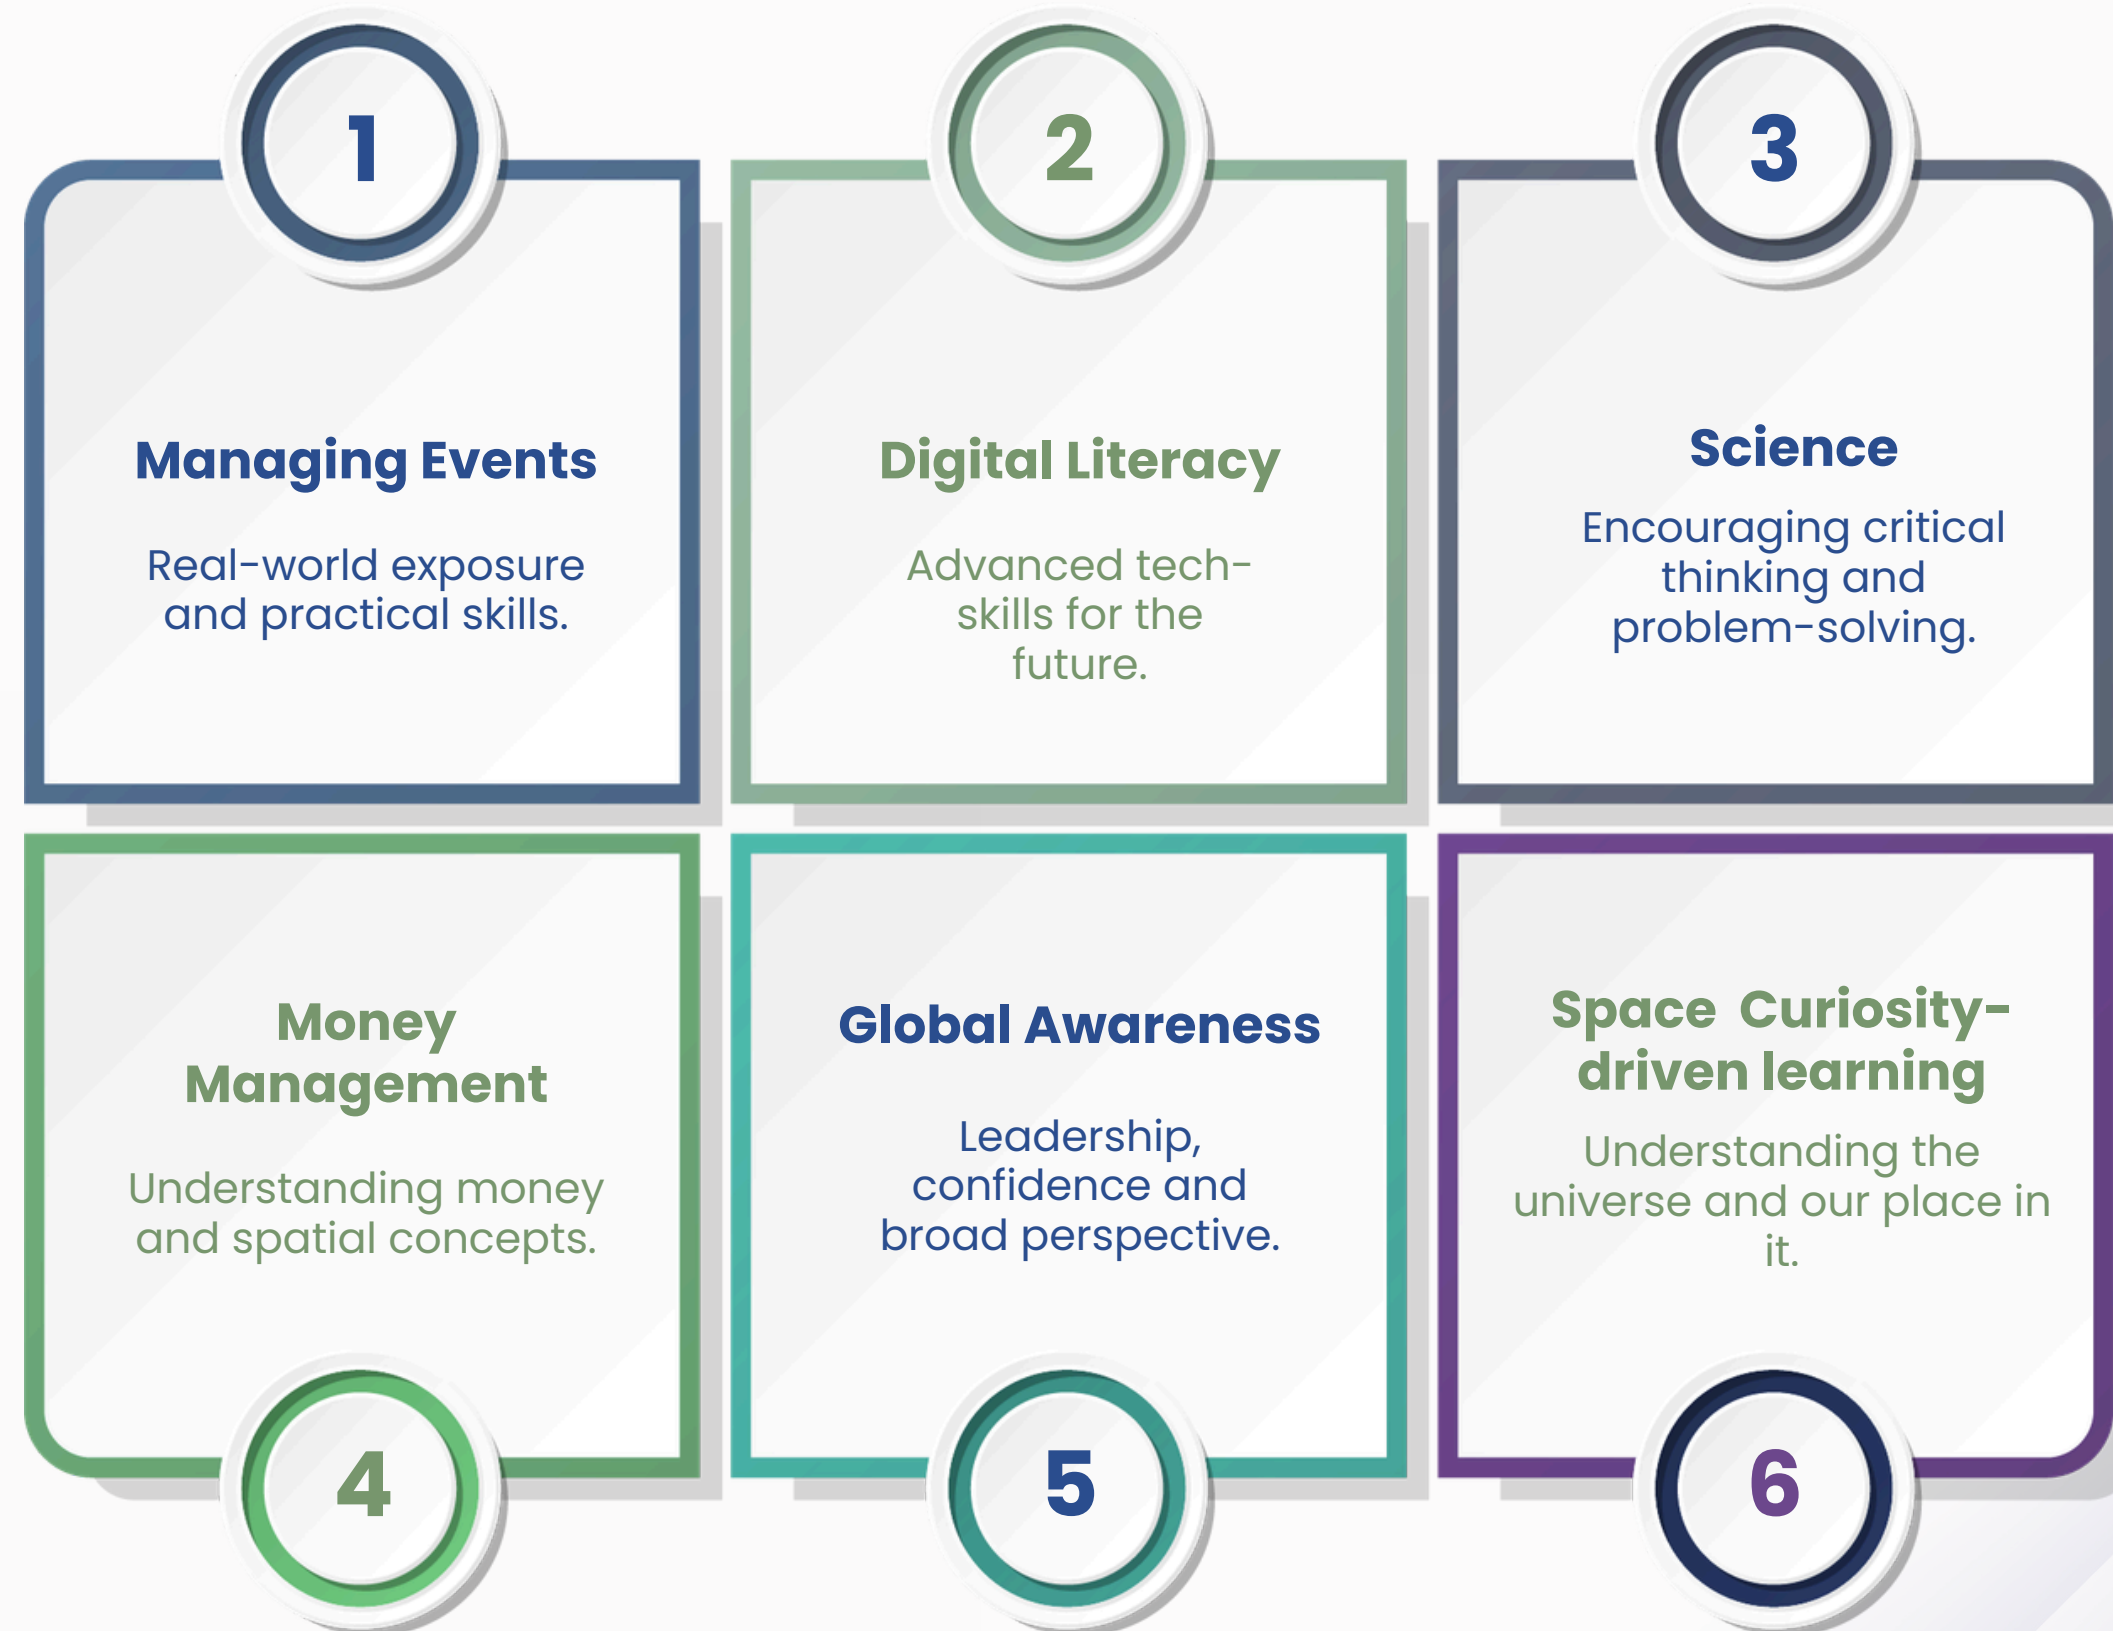 1
Managing Events
Real-world exposure
and practical skills.
2
Digital Literacy
Advanced tech-
skills for the
future.
3
Science
Encouraging critical
thinking and
problem-solving.
Money
Management
Understanding money
and spatial concepts.
4
Global Awareness
Leadership,
confidence and
broad perspective.
5
Space  Curiosity-
driven learning
Understanding the
universe and our place in
it.
6